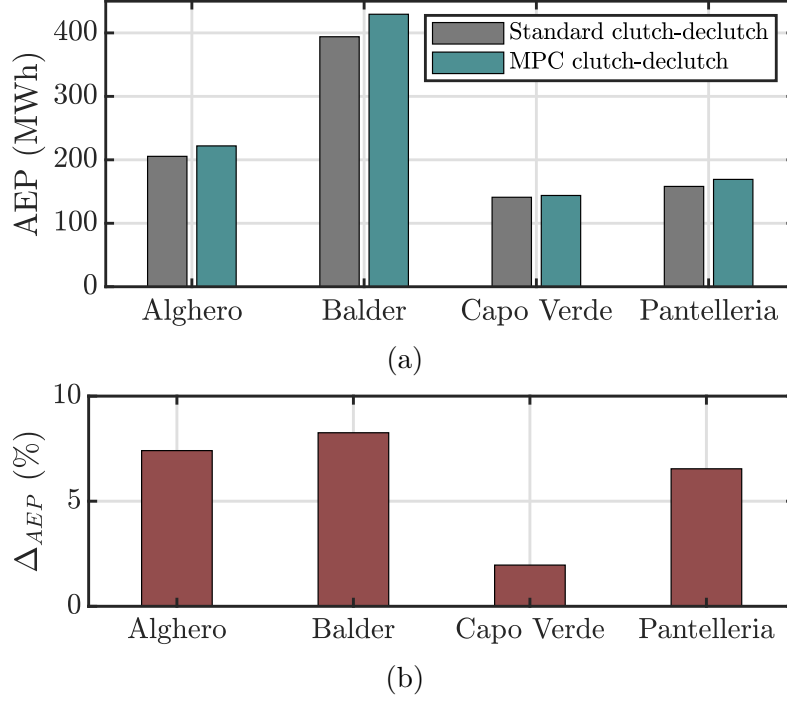 AEP (MWh)
400
300
200
100
0
Standard clutch-declutch
MPC clutch-declutch
Alghero Balder Capo Verde Pantelleria
(a)
Δ_AEP (%)
10
5
0
Alghero Balder Capo Verde Pantelleria
(b)